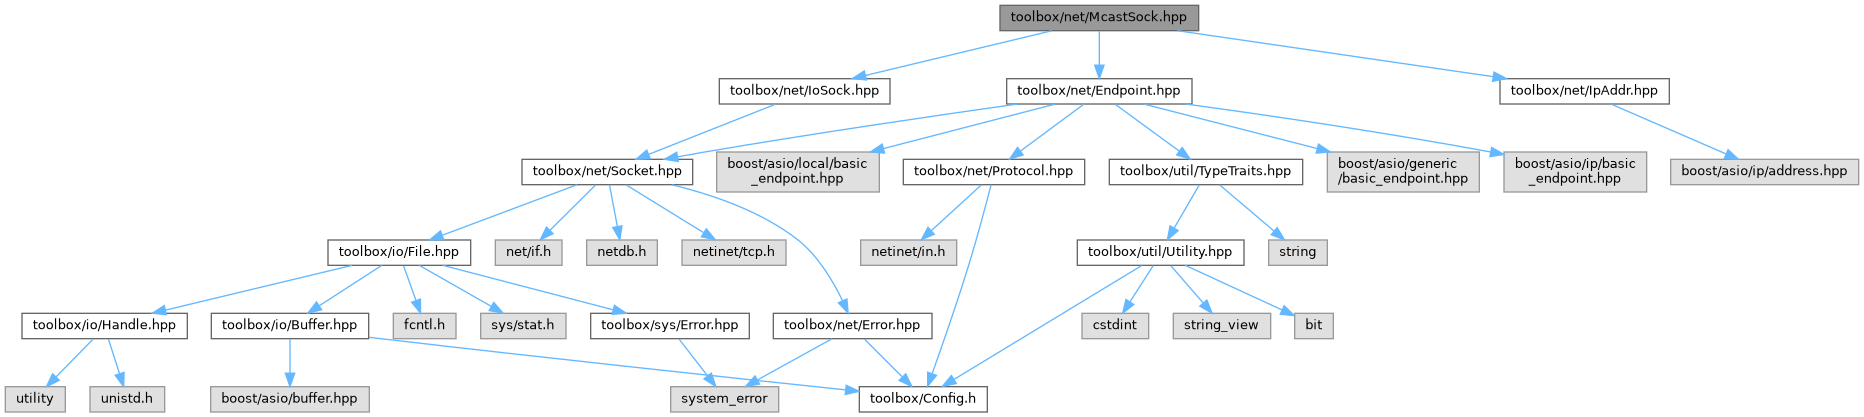 toolbox/net/McastSock.hpp
toolbox/net/IoSock.hpp
toolbox/net/Endpoint.hpp
toolbox/net/IpAddr.hpp
toolbox/net/Socket.hpp
boost/asio/local/basic
_endpoint.hpp
toolbox/net/Protocol.hpp
toolbox/util/TypeTraits.hpp
boost/asio/generic
/basic_endpoint.hpp
boost/asio/ip/basic
_endpoint.hpp
boost/asio/ip/address.hpp
toolbox/io/File.hpp
net/if.h
netdb.h
netinet/tcp.h
netinet/in.h
toolbox/util/Utility.hpp
string
toolbox/io/Handle.hpp
toolbox/io/Buffer.hpp
fcntl.h
sys/stat.h
toolbox/sys/Error.hpp
toolbox/net/Error.hpp
cstdint
string_view
bit
utility
unistd.h
boost/asio/buffer.hpp
system_error
toolbox/Config.h